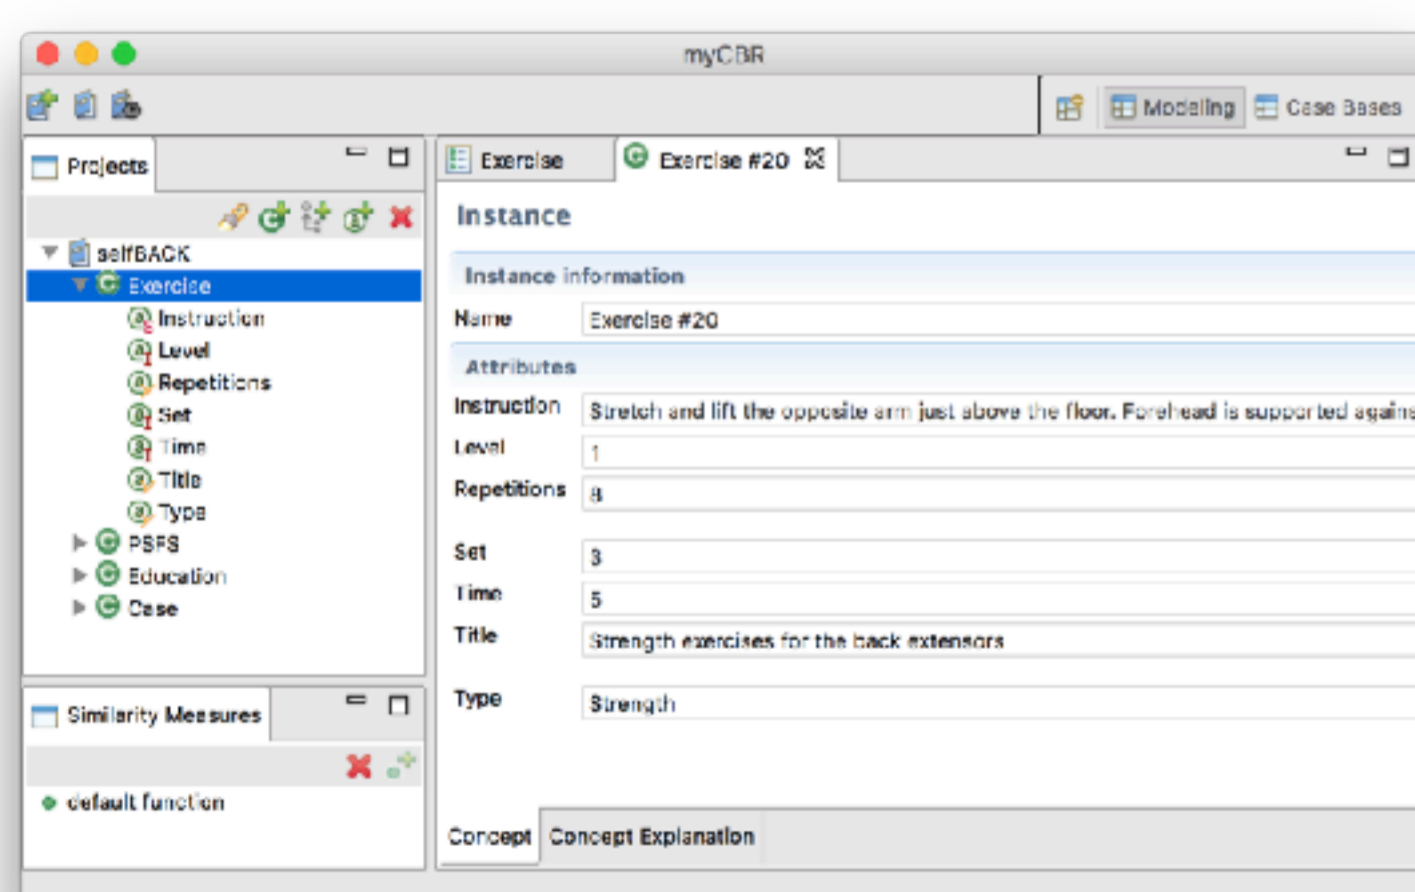 myCBR
Modeling
Case Bases
Projects
selfBACK
Exercise
Instruction
Level
Repetitions
Set
Time
Title
Type
PSFS
Education
Case
Similarity Measures
default function
Exercise
Exercise #20
Instance
Instance information
Name Exercise #20
Attributes
Instruction Stretch and lift the opposite arm just above the floor. Forehead is supported agains
Level 1
Repetitions 8
Set 3
Time 5
Title Strength exercises for the back extensors
Type Strength
Concept Concept Explanation